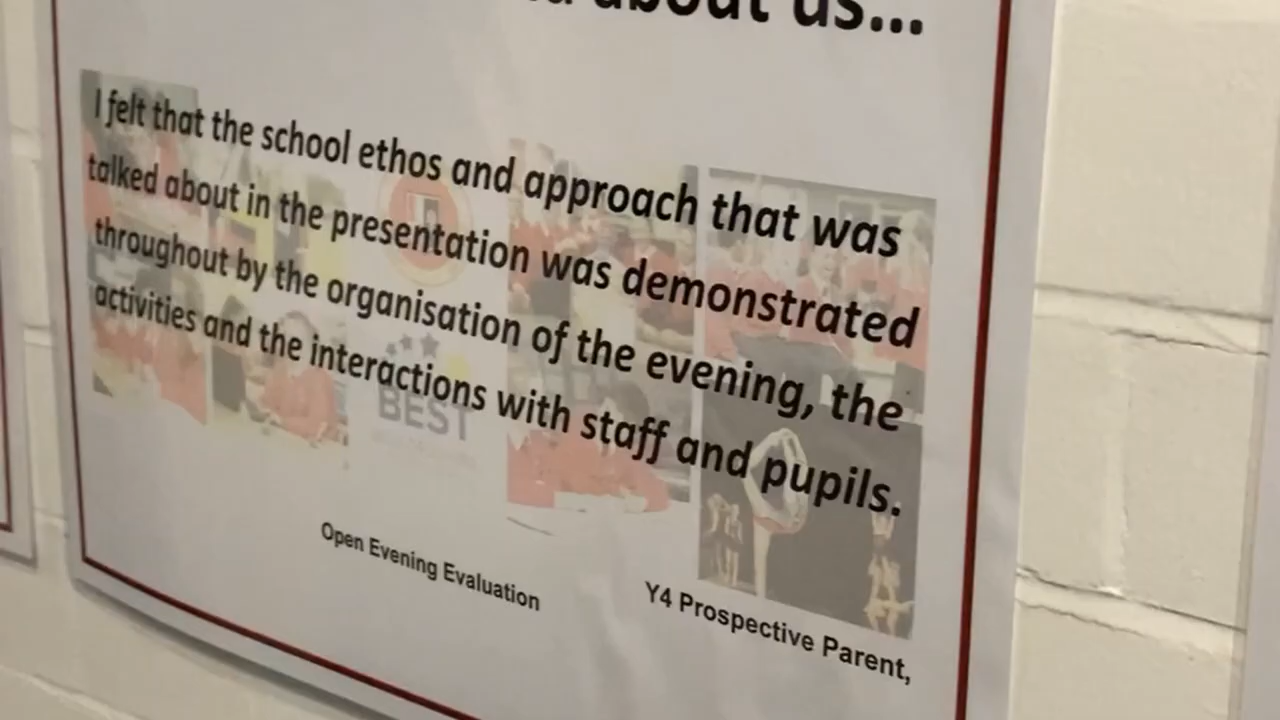 about us...
I felt that the school ethos and approach that was
talked about in the presentation was demonstrated
throughout by the organisation of the evening, the
activities and the interactions with staff and pupils.
BEST
Y4 Prospective Parent,
Open Evening Evaluation